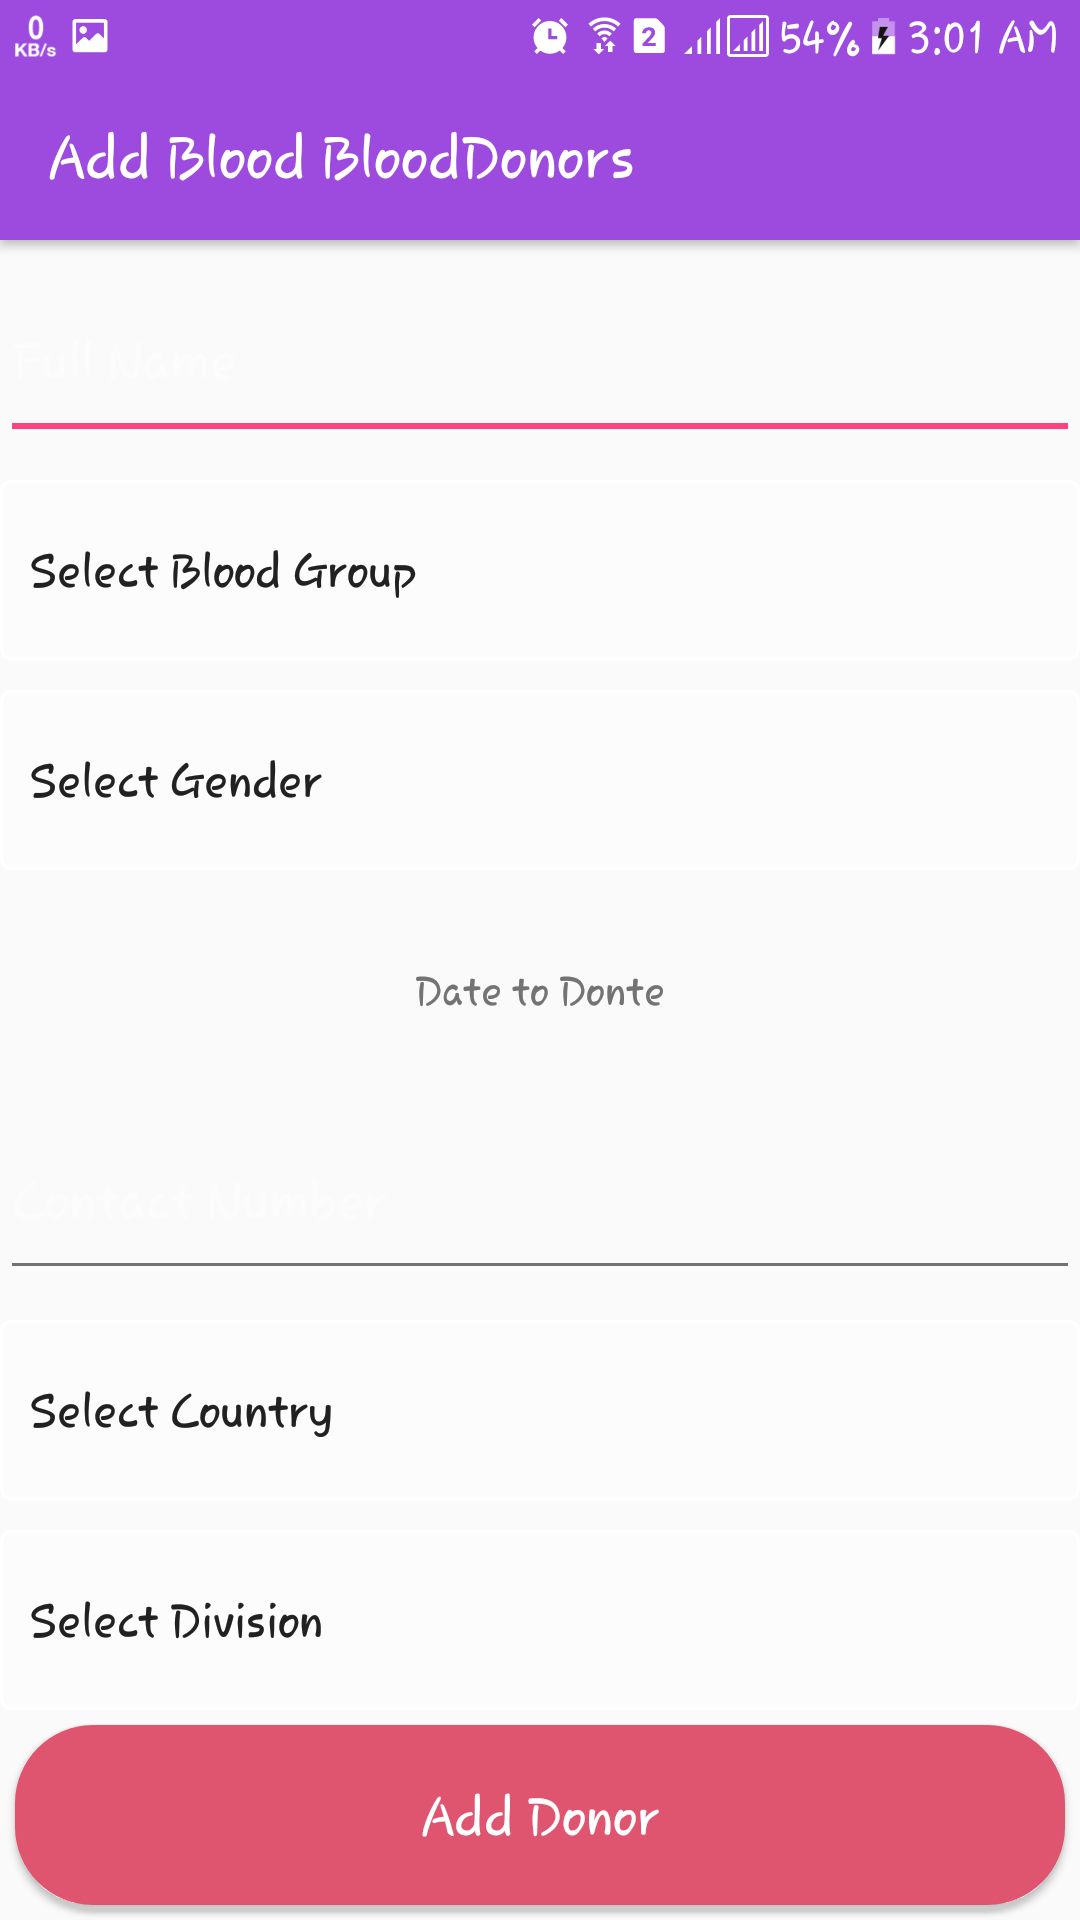 0 KB/s 2 54% 3:01 AM
Add Blood BloodDonors
Full Name
Select Blood Group
Select Gender
Date to Donte
Contact Number
Select Country
Select Division
Add Donor